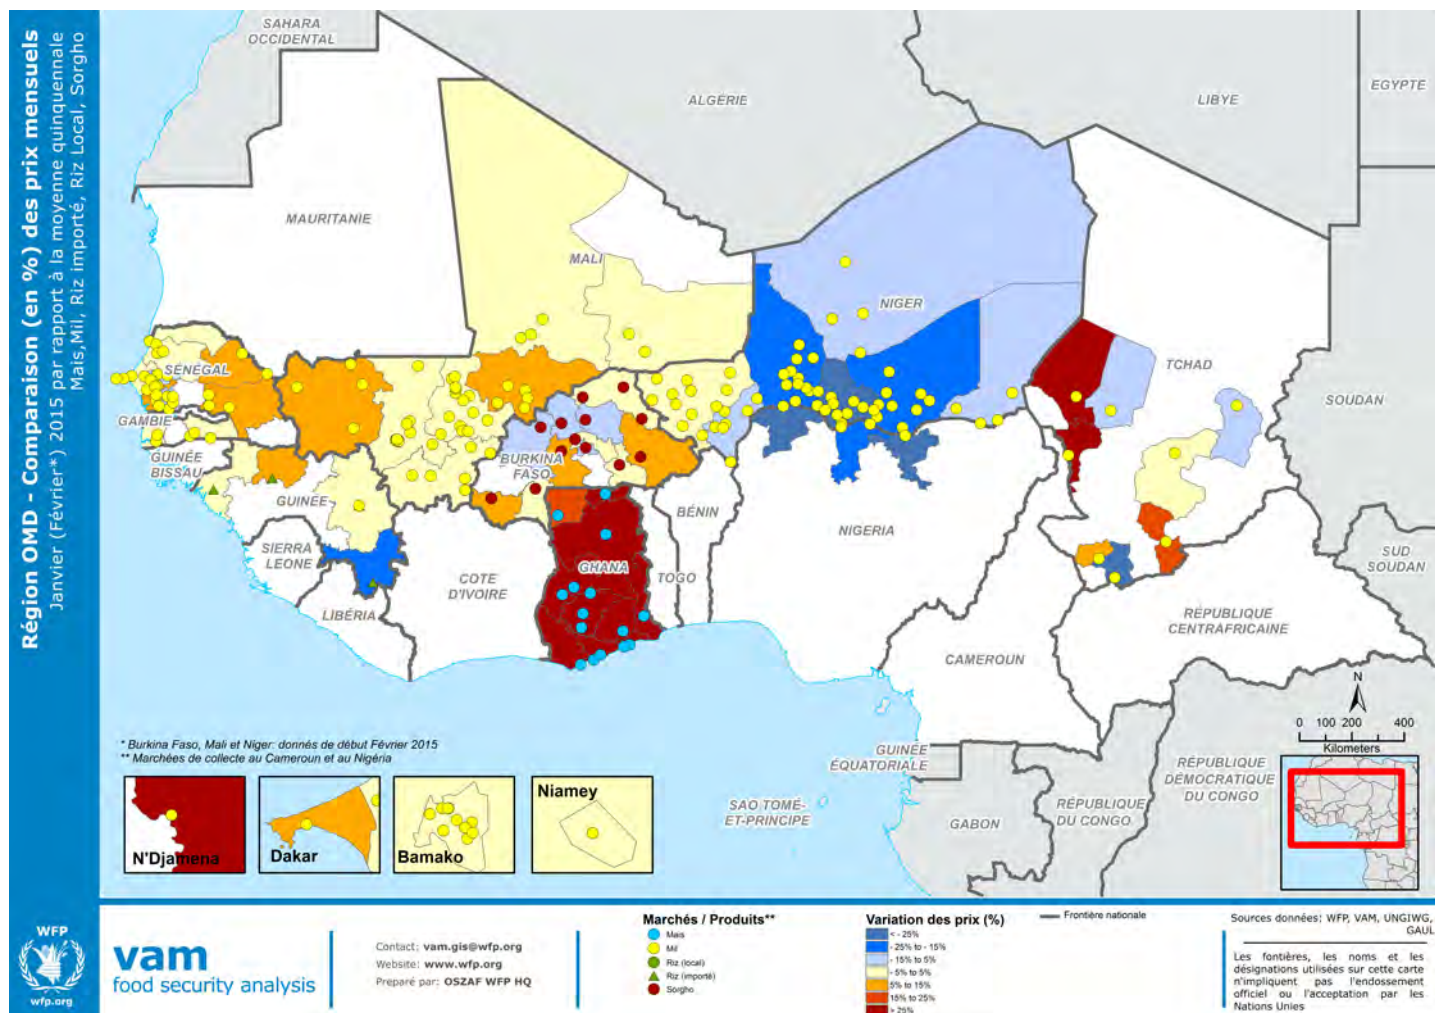 Région OMD - Comparaison (en %) des prix mensuels
Janvier (Février*) 2015 par rapport à la moyenne quinquennale
Mais,Mil, Riz importé, Riz Local, Sorgho
SAHARA
OCCIDENTAL
ALGÉRIE
LIBYE
EGYPTE
MAURITANIE
MALI
NIGER
TCHAD
SOUDAN
SÉNÉGAL
GAMBIE
GUINÉE
BISSAU
GUINÉE
BURKINA
FASO
BÉNIN
NIGERIA
SIERRA
LEONE
COTE
D'IVOIRE
GHANA
TOGO
LIBÉRIA
SUD
SOUDAN
RÉPUBLIQUE
CENTRAFRICAINE
CAMEROUN
GUINÉE
ÉQUATORIALE
SAO TOMÉ-
ET-PRINCIPE
GABON
RÉPUBLIQUE
DU CONGO
RÉPUBLIQUE
DÉMOCRATIQUE
DU CONGO
N
0 100 200 400
Kilometers
* Burkina Faso, Mali et Niger: donnés de début Février 2015
** Marchées de collecte au Cameroun et au Nigéria
N'Djamena
Dakar
Bamako
Niamey
WFP
wfp.org
vam
food security analysis
Contact: vam.gis@wfp.org
Website: www.wfp.org
Preparé par: OSZAF WFP HQ
Marchés / Produits**
Mais
Mil
Riz (local)
Riz (importé)
Sorgho
Variation des prix (%)
< - 25%
- 25% to - 15%
- 15% to 5%
- 5% to 5%
5% to 15%
15% to 25%
> 25%
Frontière nationale
Sources données: WFP, VAM, UNGIWG,
GAUL
Les fontières, les noms et les
désignations utilisées sur cette carte
n'impliquent pas l'endossement
officiel ou l'acceptation par les
Nations Unies